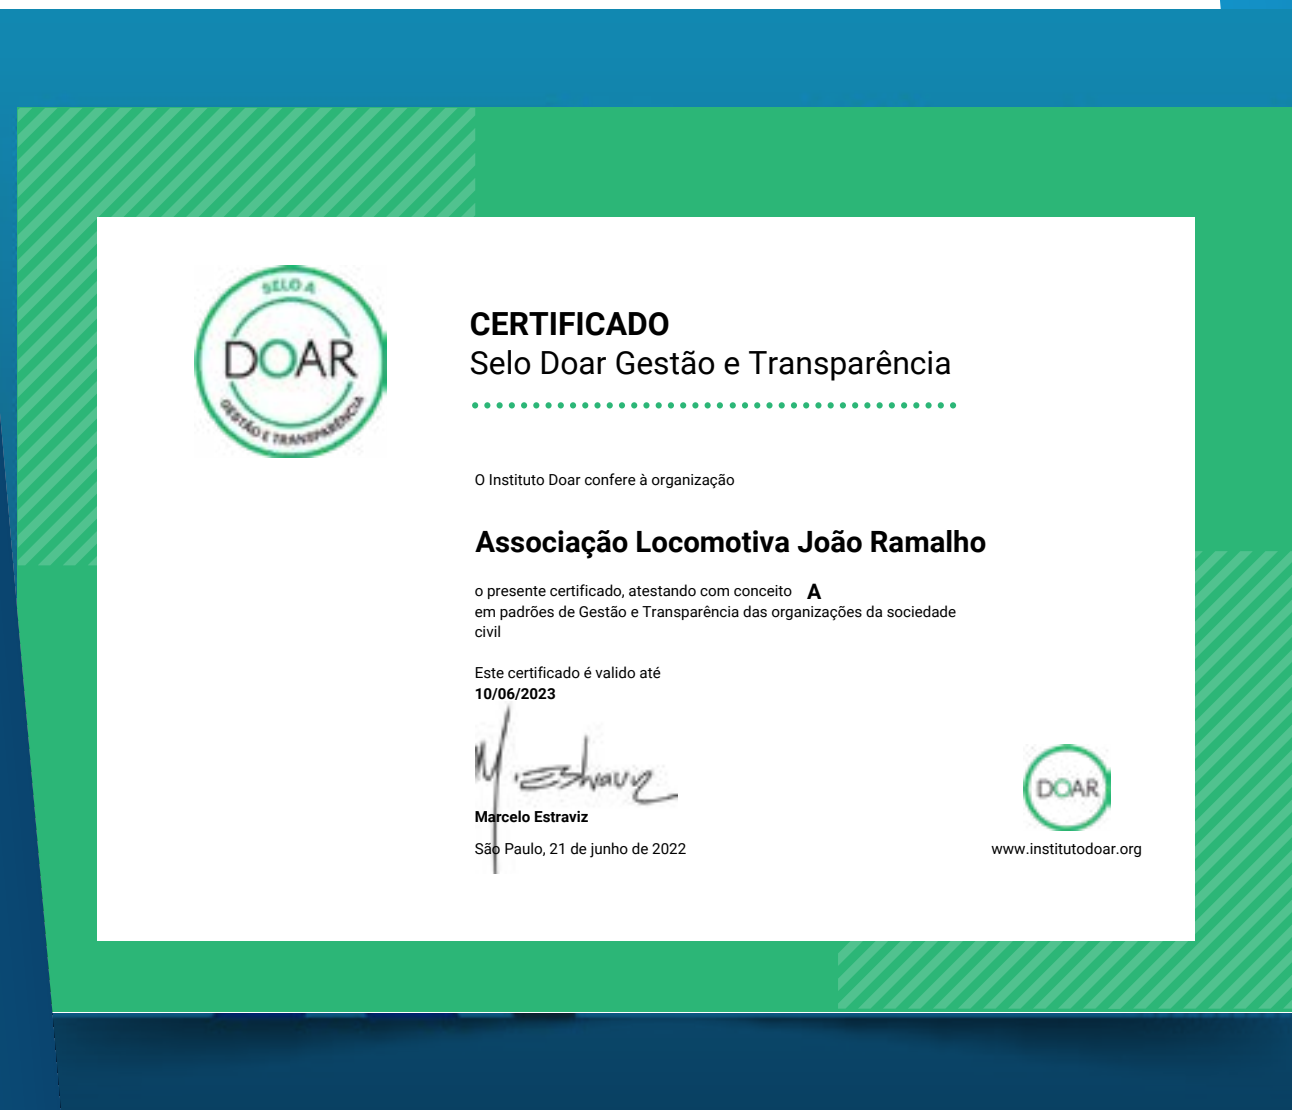 SELO A
DOAR
GESTÃO E TRANSPARÊNCIA
CERTIFICADO
Selo Doar Gestão e Transparência
O Instituto Doar confere à organização
Associação Locomotiva João Ramalho
o presente certificado, atestando com conceito A
em padrões de Gestão e Transparência das organizações da sociedade
civil
Este certificado é valido até
10/06/2023
M. Estraviz
Marcelo Estraviz
São Paulo, 21 de junho de 2022
DOAR
www.institutodoar.org